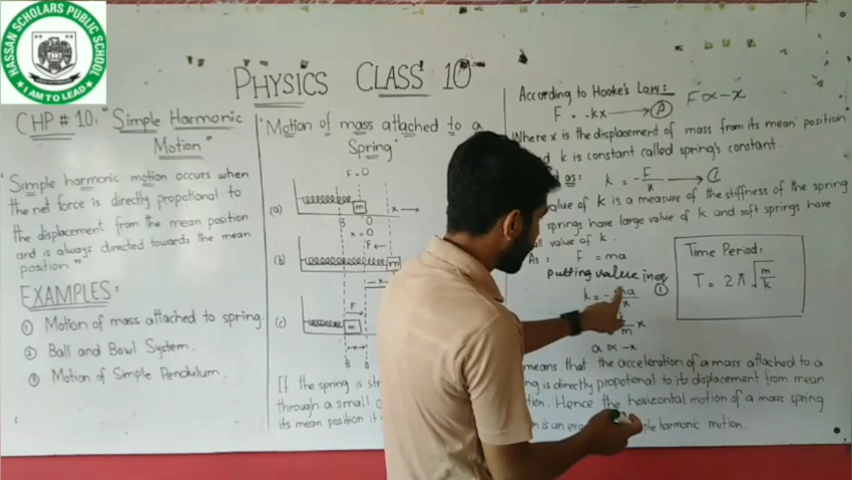 HASSAN SCHOLARS PUBLIC SCHOOL
I AM TO LEAD
PHYSICS CLASS 10
CHP # 10: "Simple Harmonic
Motion"
"Simple harmonic motion occurs when
the net force is directly propotional to
the displacement from the mean position
and is always directed towards the mean
position."
EXAMPLES:
① Motion of mass attached to spring.
② Ball and Bowl System.
③ Motion of Simple Pendulum.
"Motion of mass attached to a
Spring"
F = 0
(a)
m
x
B O
x = 0
F
(b)
m
x
(c)
F
m
x
B O
If the spring is
through a small
its mean position it
According to Hooke's Law:
F = -kx → Ⓐ F ∝ -x
Where x is the displacement of mass from its mean position
k is constant called spring's constant.
as: k = -F/x
value of k is a measure of the stiffness of the spring
springs have large value of k and soft springs have
value of k.
As: F = ma
putting value in eq ①
k = -ma/x
m x
a ∝ -x
means that the acceleration of a mass attached to a
is directly propotional to its displacement from mean
Hence the horizontal motion of a mass spring
is an harmonic motion.
Time Period:
T = 2π√m/k